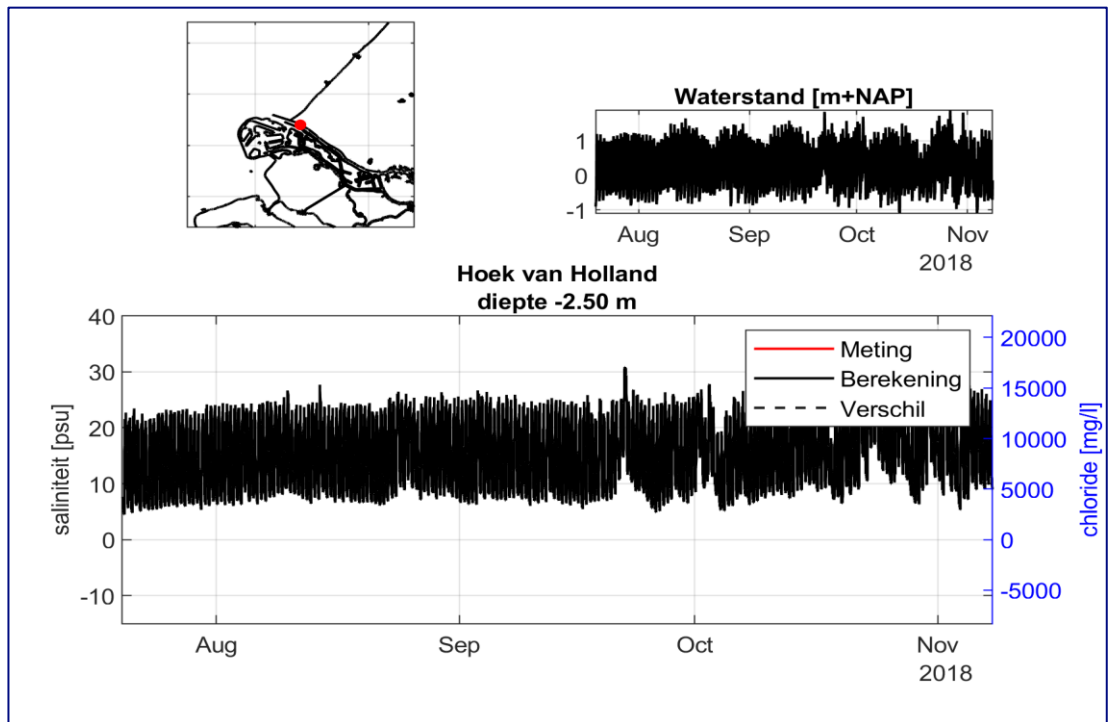 Waterstand [m+NAP]
1
0
-1
Aug Sep Oct Nov
2018
Hoek van Holland
diepte -2.50 m
40
30
20
10
0
-10
saliniteit [psu]
Meting
Berekening
Verschil
20000
15000
10000
5000
0
-5000
chloride [mg/l]
Aug Sep Oct Nov
2018